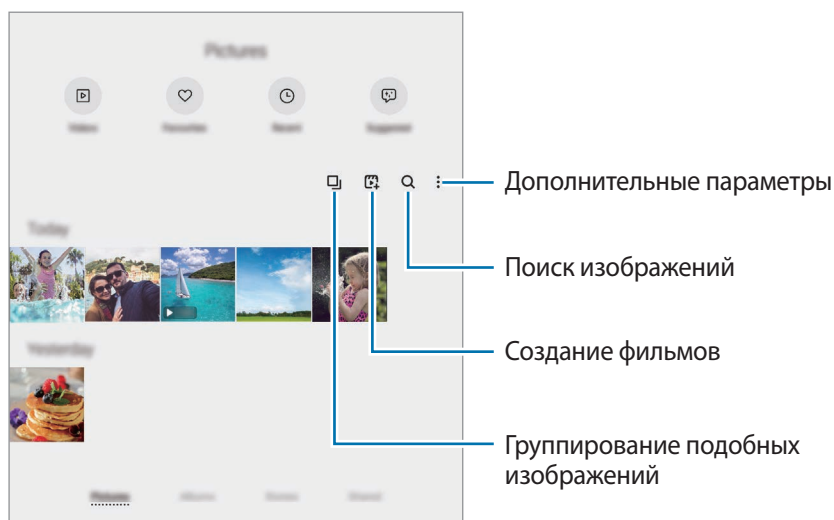 Pictures
Videos
Favourites
Recent
Suggested
Дополнительные параметры
Today
Поиск изображений
Создание фильмов
Yesterday
Группирование подобных
изображений
Pictures
Albums
Shared